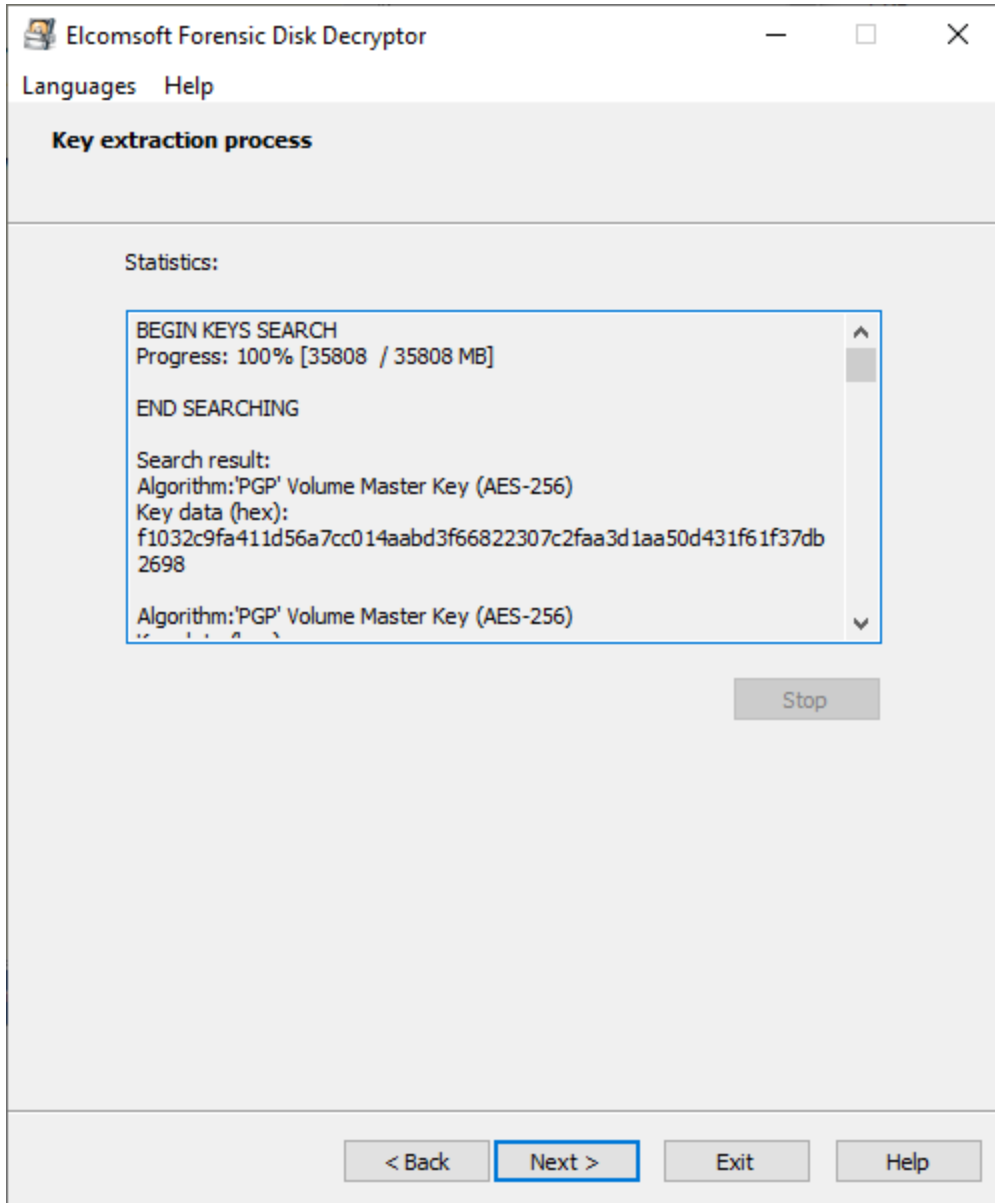 Elcomsoft Forensic Disk Decryptor
Languages Help
Key extraction process
Statistics:
BEGIN KEYS SEARCH
Progress: 100% [35808 / 35808 MB]
END SEARCHING
Search result:
Algorithm:'PGP' Volume Master Key (AES-256)
Key data (hex):
f1032c9fa411d56a7cc014aabd3f66822307c2faa3d1aa50d431f61f37db
2698
Algorithm:'PGP' Volume Master Key (AES-256)
Stop
< Back Next > Exit Help